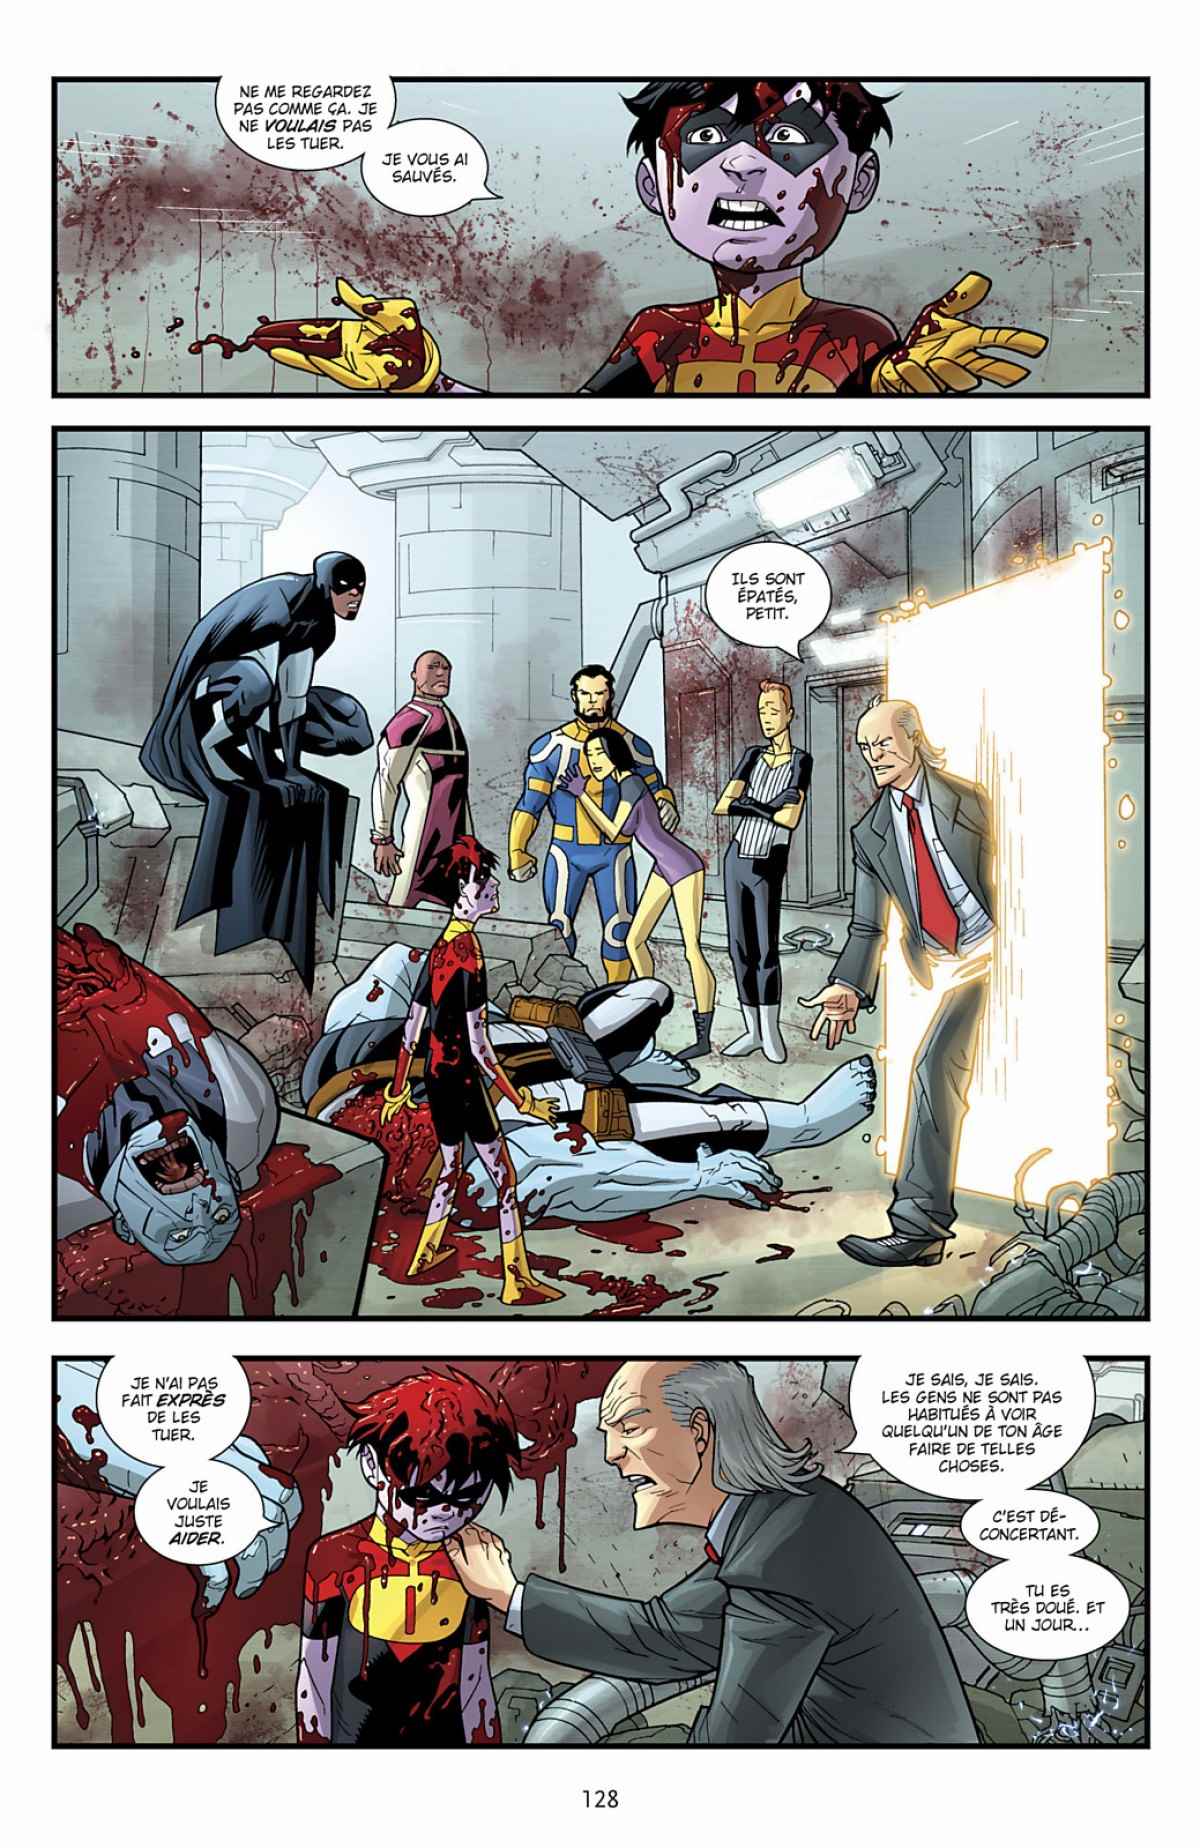 NE ME REGARDEZ
PAS COMME ÇA. JE
NE VOULAIS PAS
LES TUER.
JE VOUS AI
SAUVÉS.
ILS SONT
ÉPATÉS,
PETIT.
JE N'AI PAS
FAIT EXPRÈS
DE LES
TUER.
JE
VOULAIS
JUSTE
AIDER.
JE SAIS, JE SAIS.
LES GENS NE SONT PAS
HABITUÉS À VOIR
QUELQU'UN DE TON ÂGE
FAIRE DE TELLES
CHOSES.
C'EST DÉ-
CONCERTANT.
TU ES
TRÈS DOUÉ. ET
UN JOUR...
128